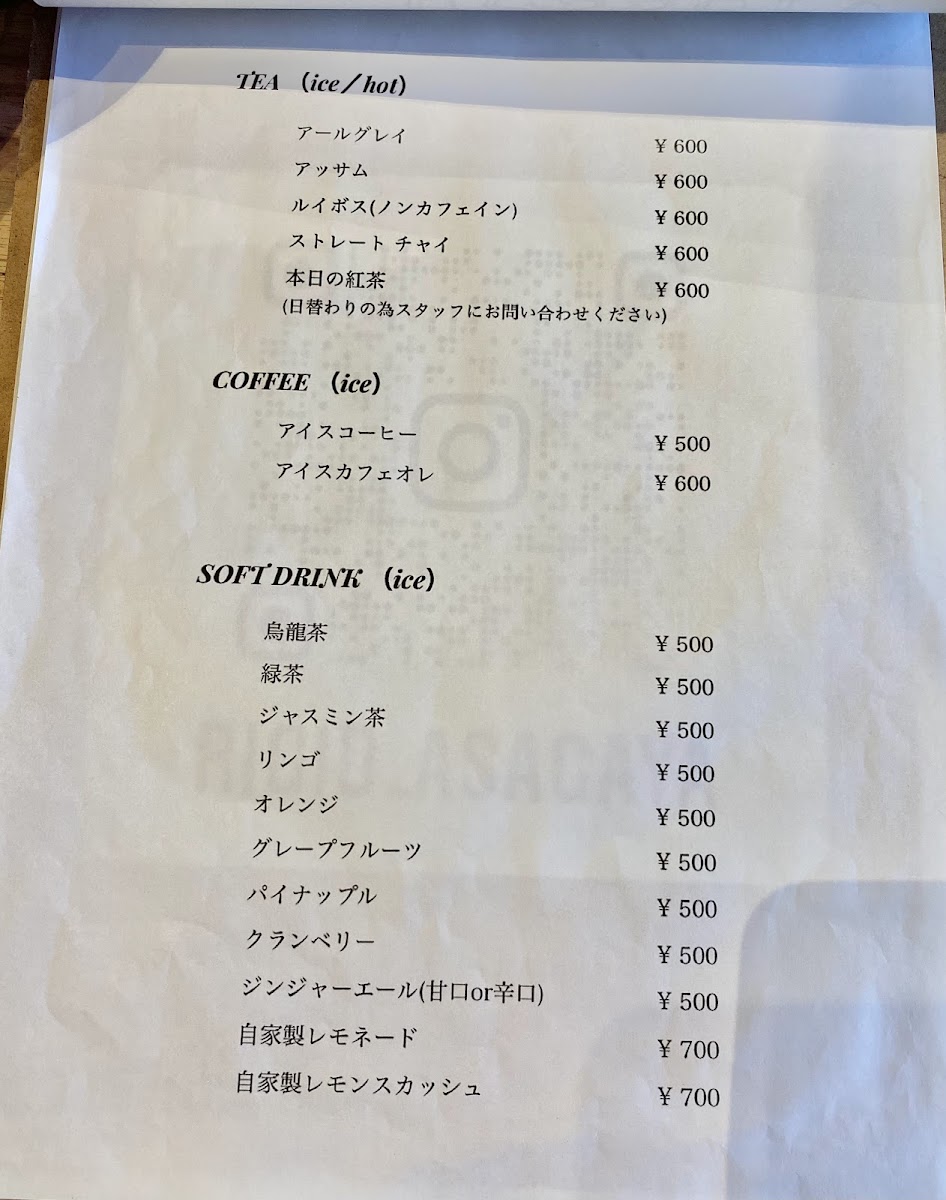 TEA （ice／hot）
アールグレイ ¥ 600
アッサム ¥ 600
ルイボス(ノンカフェイン) ¥ 600
ストレート チャイ ¥ 600
本日の紅茶 ¥ 600
(日替わりの為スタッフにお問い合わせください)
COFFEE （ice）
アイスコーヒー ¥ 500
アイスカフェオレ ¥ 600
SOFT DRINK （ice）
烏龍茶 ¥ 500
緑茶 ¥ 500
ジャスミン茶 ¥ 500
リンゴ ¥ 500
オレンジ ¥ 500
グレープフルーツ ¥ 500
パイナップル ¥ 500
クランベリー ¥ 500
ジンジャーエール(甘口or辛口) ¥ 500
自家製レモネード ¥ 700
自家製レモンスカッシュ ¥ 700